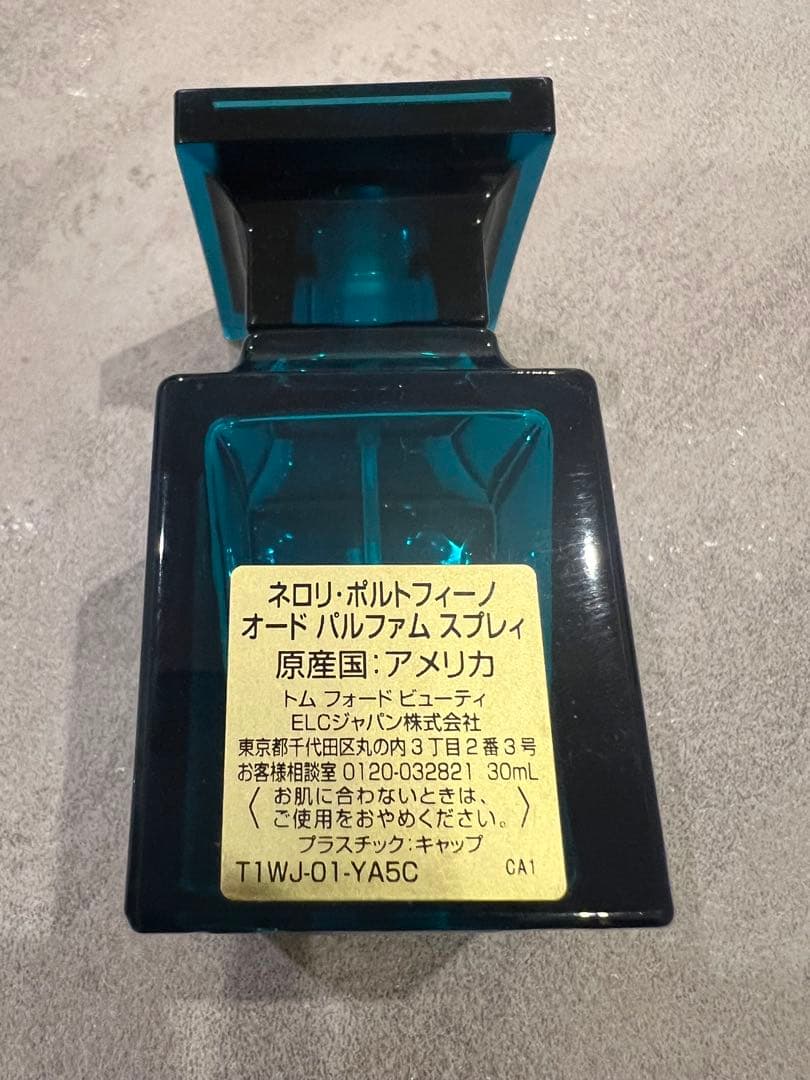 ネロリ・ポルトフィーノ
オード パルファム スプレィ
原産国：アメリカ
トム フォード ビューティ
ELCジャパン株式会社
東京都千代田区丸の内3丁目2番3号
お客様相談室 0120-032821 30mL
〈お肌に合わないときは、
ご使用をおやめください。〉
プラスチック：キャップ
T1WJ-01-YA5C CA1